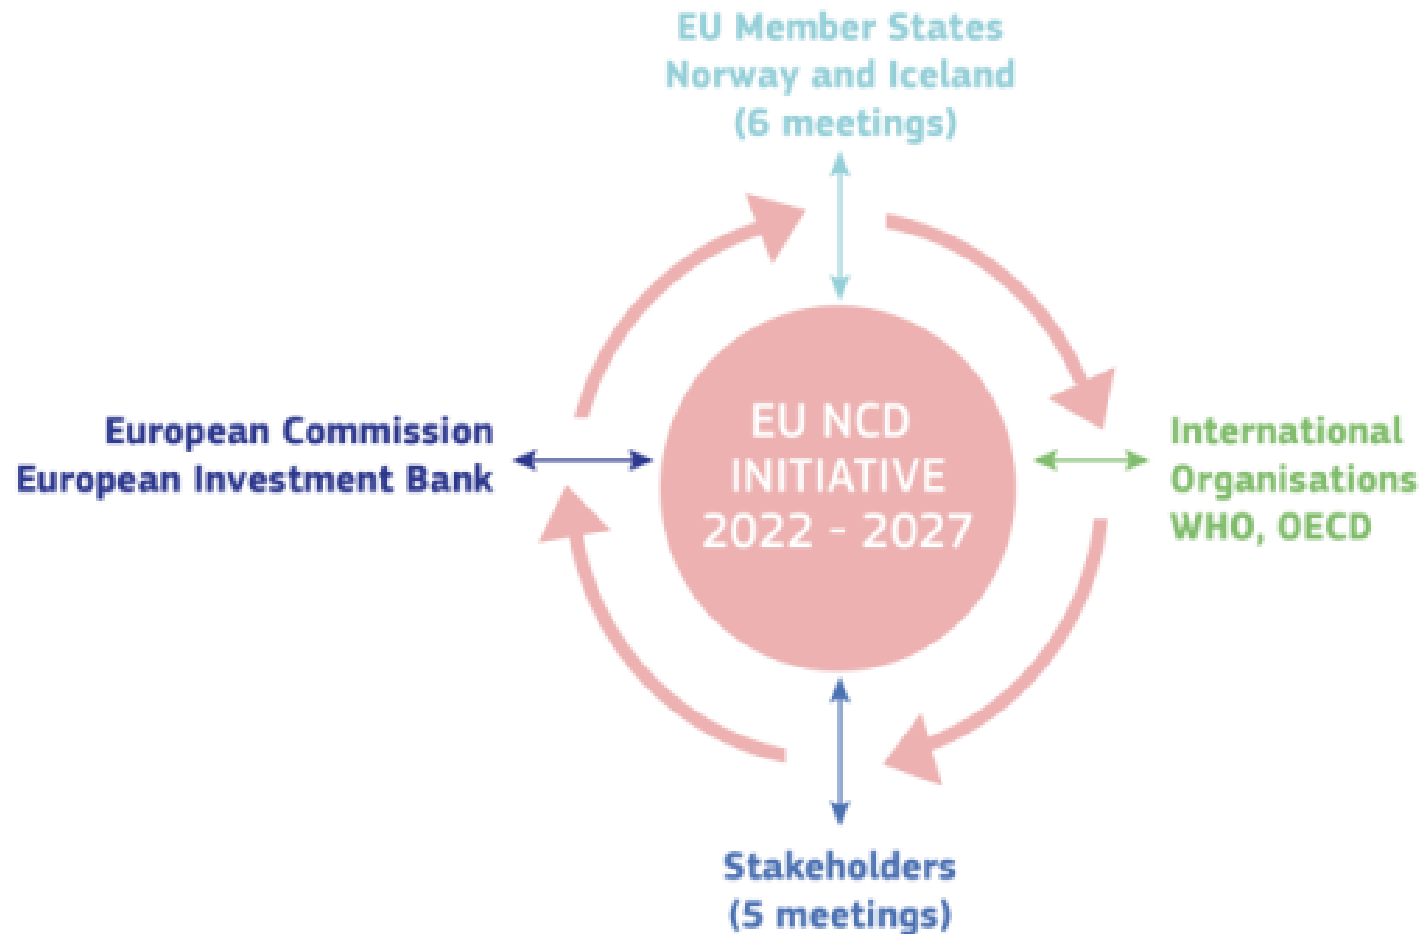 EU Member States
Norway and Iceland
(6 meetings)
European Commission
European Investment Bank
EU NCD
INITIATIVE
2022 - 2027
International
Organisations
WHO, OECD
Stakeholders
(5 meetings)